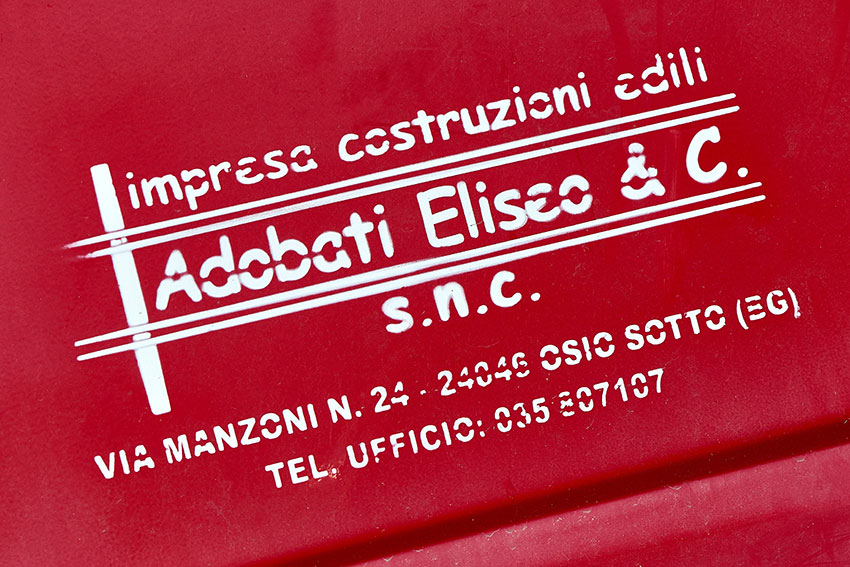 impresa costruzioni edili
Adobati Eliseo & C.
s.n.c.
VIA MANZONI N. 24 - 24046 OSIO SOTTO (BG)
TEL. UFFICIO: 035 807107